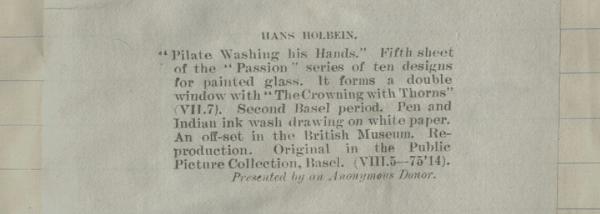 HANS HOLBEIN.
"Pilate Washing his Hands." Fifth sheet
of the "Passion" series of ten designs
for painted glass. It forms a double
window with "The Crowning with Thorns"
(VII.7). Second Basel period. Pen and
Indian ink wash drawing on white paper.
An off-set in the British Museum. Re-
production. Original in the Public
Picture Collection, Basel. (VIII.5—75'14).
Presented by an Anonymous Donor.